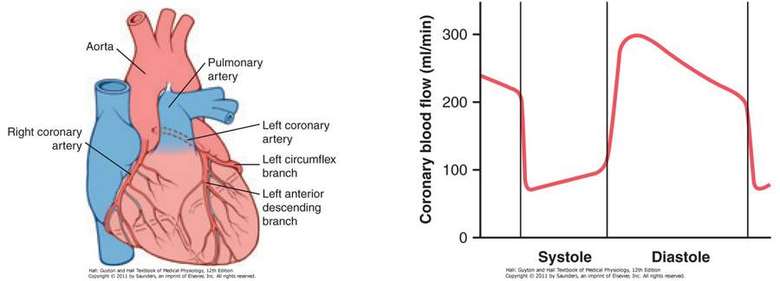 Aorta
Pulmonary
artery
Right coronary
artery
Left coronary
artery
Left circumflex
branch
Left anterior
descending
branch
Hall: Guyton and Hall Textbook of Medical Physiology, 12th Edition
Copyright © 2011 by Saunders, an imprint of Elsevier, Inc. All rights reserved.
Coronary blood flow (ml/min)
300
200
100
0
Systole
Diastole
Hall: Guyton and Hall Textbook of Medical Physiology, 12th Edition
Copyright © 2011 by Saunders, an imprint of Elsevier, Inc. All rights reserved.